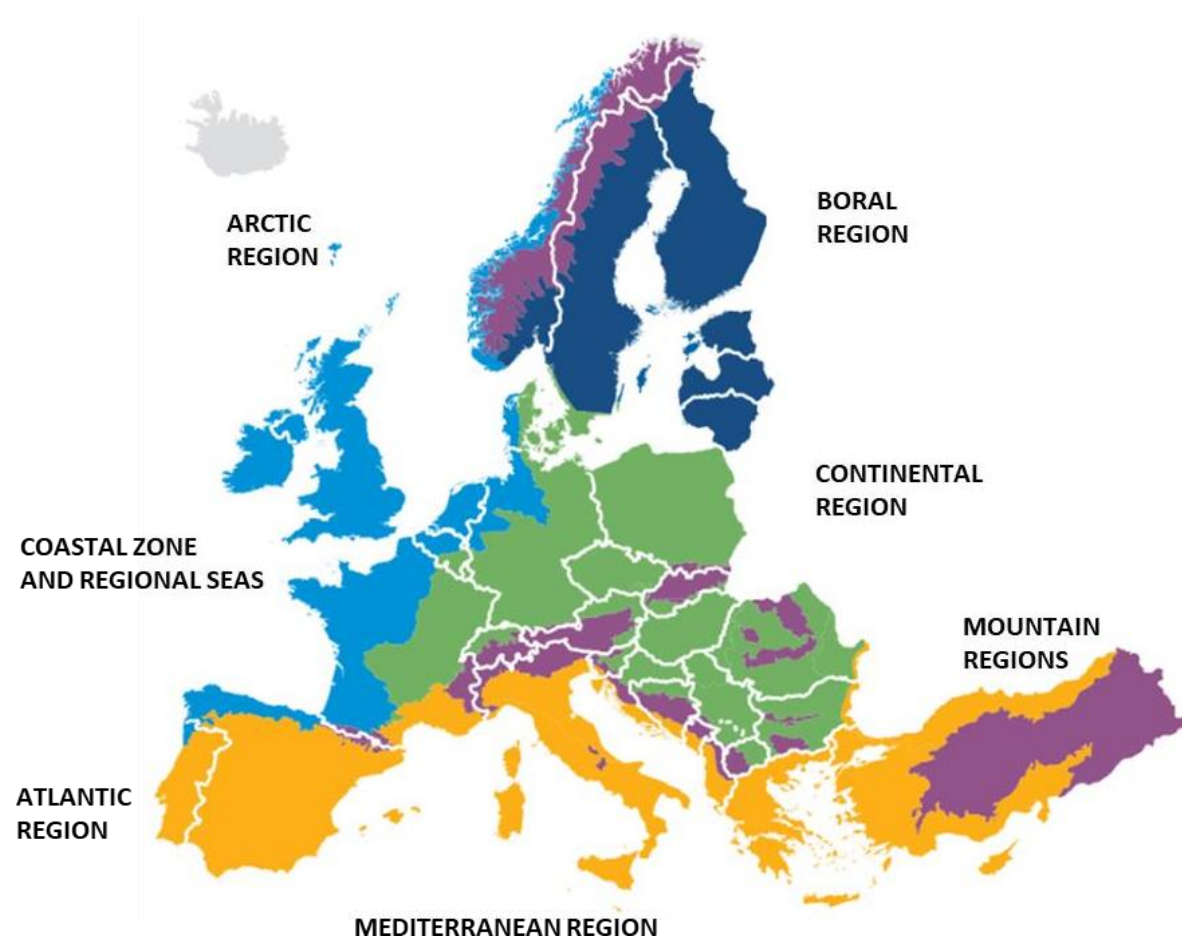 ARCTIC
REGION
BORAL
REGION
CONTINENTAL
REGION
COASTAL ZONE
AND REGIONAL SEAS
MOUNTAIN
REGIONS
ATLANTIC
REGION
MEDITERRANEAN REGION